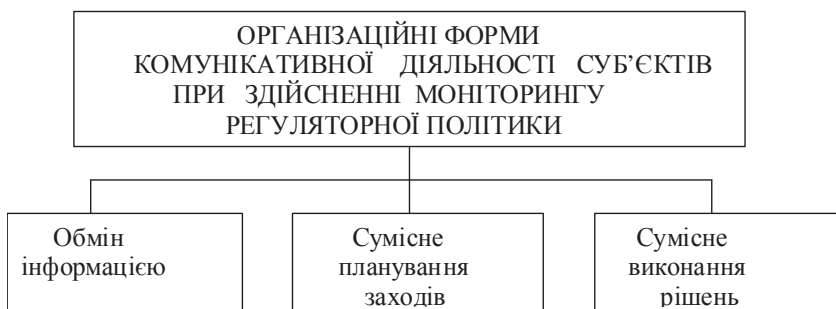 ОРГАНІЗАЦІЙНІ ФОРМИ
КОМУНІКАТИВНОЇ ДІЯЛЬНОСТІ СУБ’ЄКТІВ
ПРИ ЗДІЙСНЕННІ МОНІТОРИНГУ
РЕГУЛЯТОРНОЇ ПОЛІТИКИ
Обмін
інформацією
Сумісне
планування
заходів
Сумісне
виконання
рішень